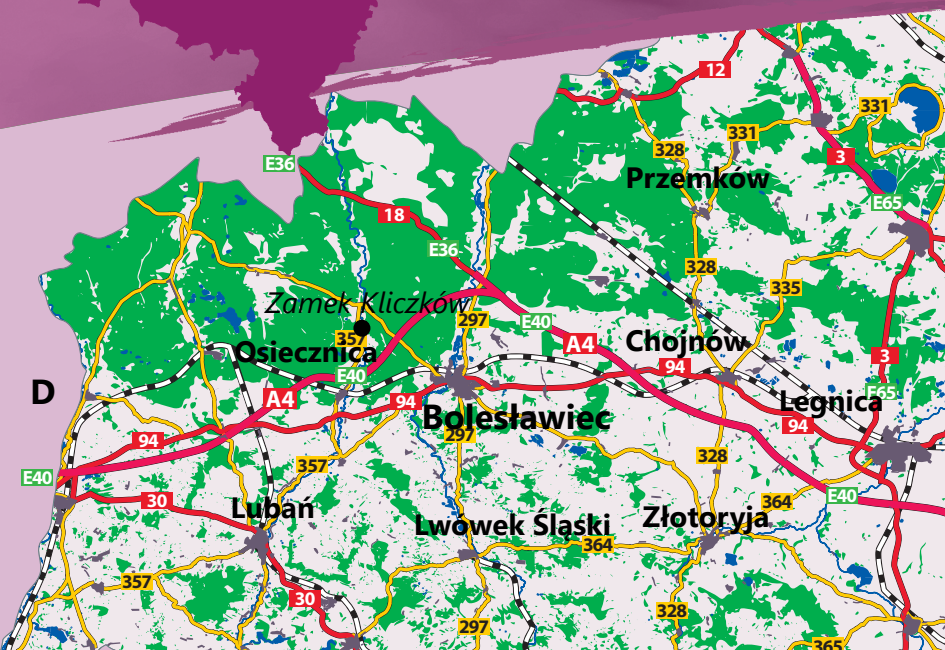 12
331
331
328
E36
3
Przemków
E65
18
E36
328
335
Zamek Kliczków
297
E40
357
A4
Chojnów
Osiecznica
3
94
E40
D
E65
A4
94
Legnica
Bolesławiec
94
297
94
328
357
E40
E40
30
364
Lubań
Lwówek Śląski
Złotoryja
364
357
30
328
297
365